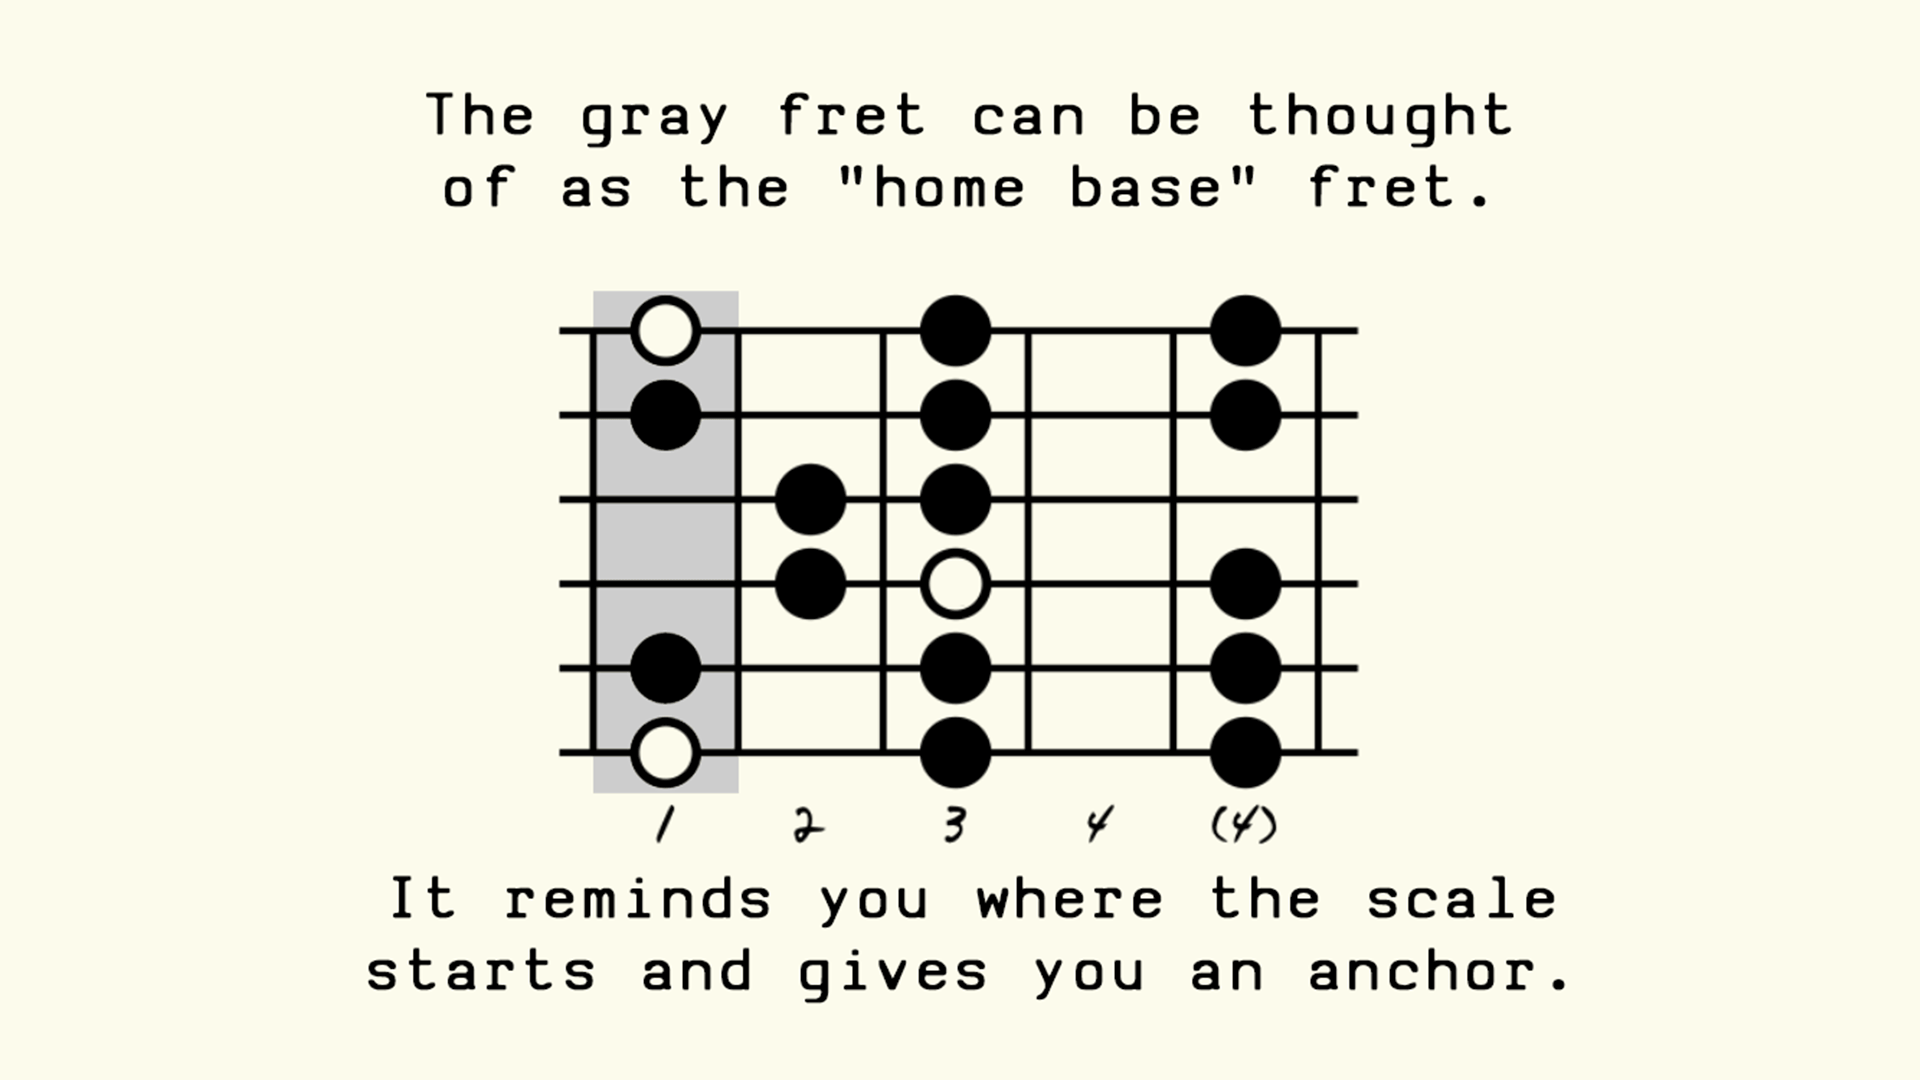 The gray fret can be thought
of as the "home base" fret.
1 2 3 4 (4)
It reminds you where the scale
starts and gives you an anchor.